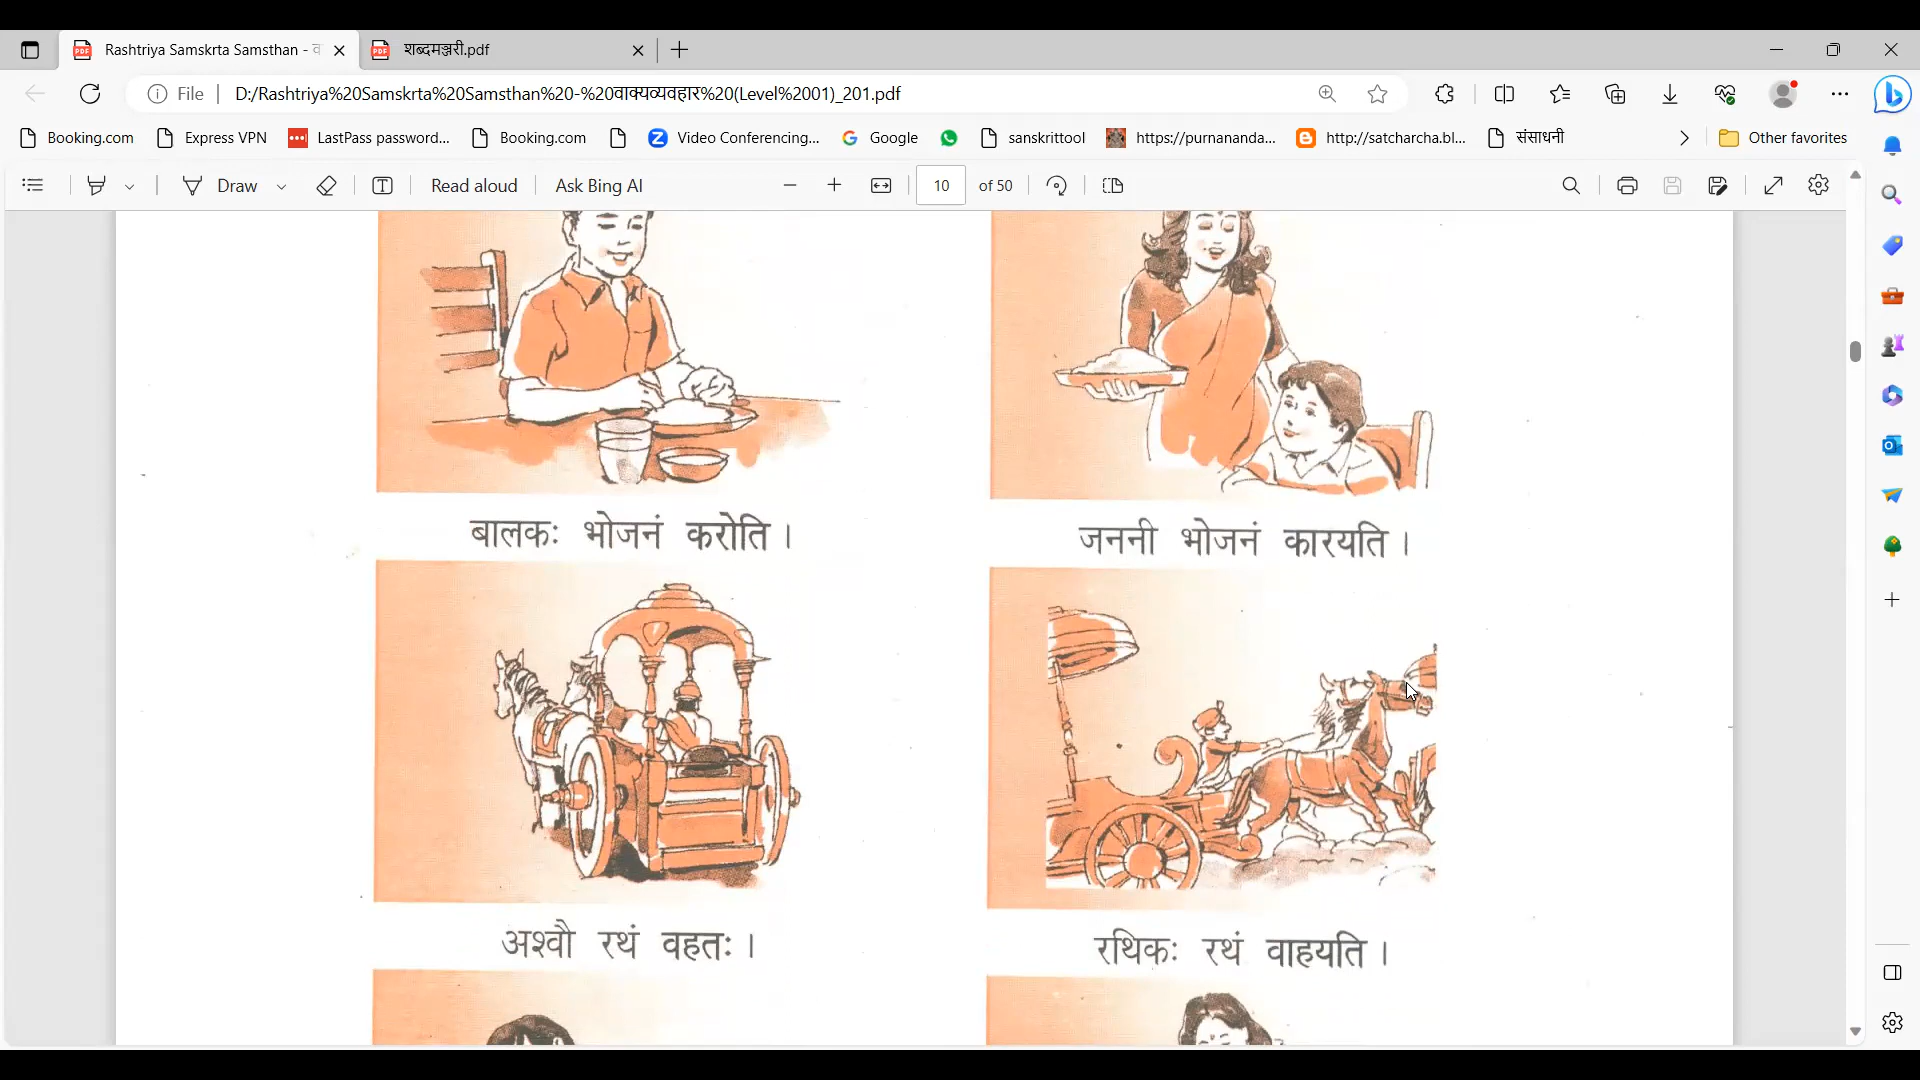 Rashtriya Samskrta Samsthan - व
शब्दमञ्जरी.pdf
File
D:/Rashtriya%20Samskrta%20Samsthan%20-%20वाक्यव्यवहार%20(Level%2001)_201.pdf
Booking.com
Express VPN
LastPass password...
Booking.com
Video Conferencing...
Google
sanskrittool
https://purnananda...
http://satcharcha.bl...
संसाधनी
Other favorites
Draw
Read aloud
Ask Bing AI
10 of 50
बालकः भोजनं करोति।
जननी भोजनं कारयति।
अश्वौ रथं वहतः।
रथिकः रथं वाहयति।